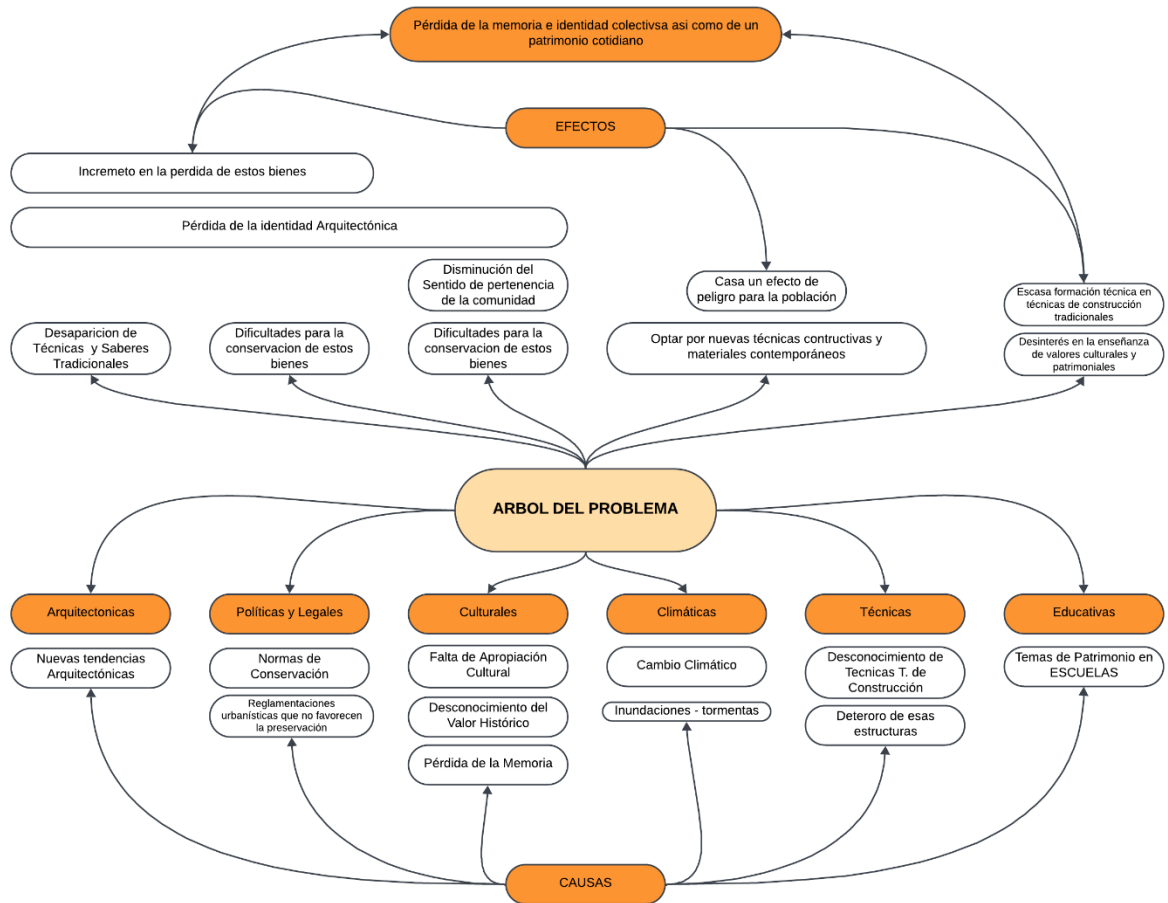 Pérdida de la memoria e identidad colectivsa asi como de un
patrimonio cotidiano
EFECTOS
Incremeto en la perdida de estos bienes
Pérdida de la identidad Arquitectónica
Disminución del
Sentido de pertenencia
de la comunidad
Casa un efecto de
peligro para la población
Escasa formación técnica en
técnicas de construcción
tradicionales
Desaparicion de
Técnicas y Saberes
Tradicionales
Dificultades para la
conservacion de estos
bienes
Dificultades para la
conservacion de estos
bienes
Optar por nuevas técnicas contructivas y
materiales contemporáneos
Desinterés en la enseñanza
de valores culturales y
patrimoniales
ARBOL DEL PROBLEMA
Arquitectonicas
Políticas y Legales
Culturales
Climáticas
Técnicas
Educativas
Nuevas tendencias
Arquitectónicas
Normas de
Conservación
Falta de Apropiación
Cultural
Cambio Climático
Desconocimiento de
Tecnicas T. de
Construcción
Temas de Patrimonio en
ESCUELAS
Reglamentaciones
urbanísticas que no favorecen
la preservación
Desconocimiento del
Valor Histórico
Inundaciones - tormentas
Deteroro de esas
estructuras
Pérdida de la Memoria
CAUSAS